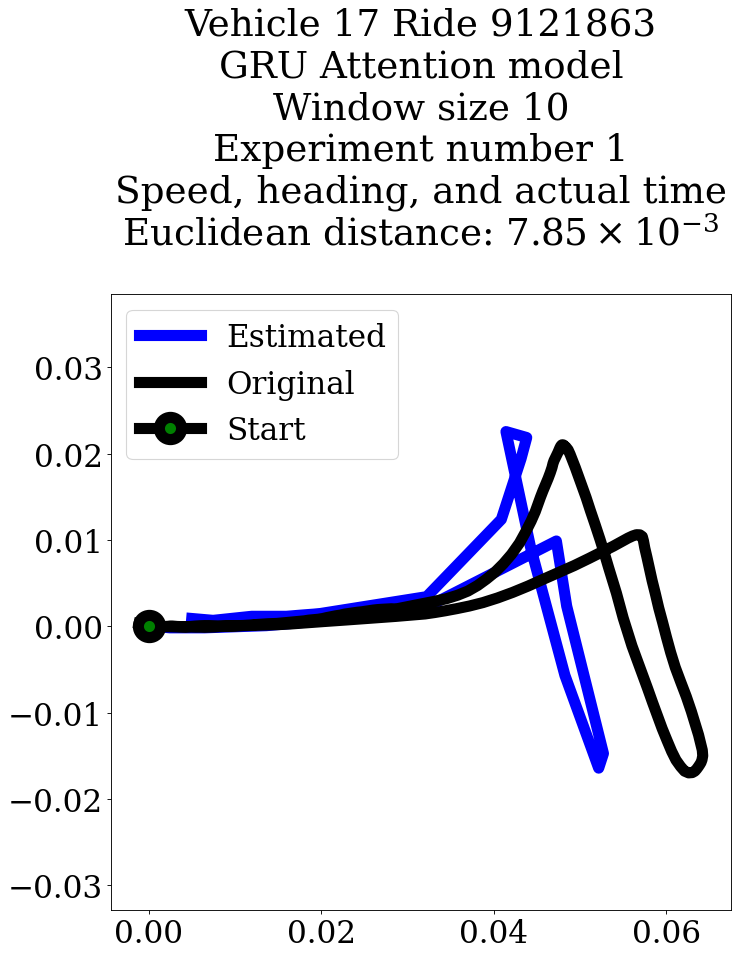 Vehicle 17 Ride 9121863
GRU Attention model
Window size 10
Experiment number 1
Speed, heading, and actual time
Euclidean distance: 7.85 × 10⁻³
Estimated
Original
Start
0.03
0.02
0.01
0.00
−0.01
−0.02
−0.03
0.00 0.02 0.04 0.06